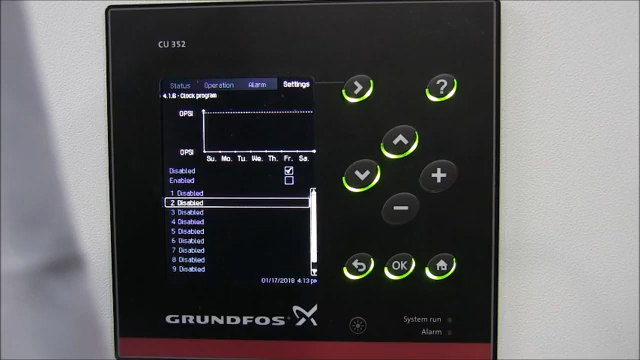 CU 352
Status Operation Alarm Settings
4.1.6 - Clock program
0PSI
0PSI
Su. Mo. Tu. We. Th. Fr. Sa.
Disabled
Enabled
1 Disabled
2 Disabled
3 Disabled
4 Disabled
5 Disabled
6 Disabled
7 Disabled
8 Disabled
9 Disabled
01/17/2018 4:13 pm
?
OK
GRUNDFOS
System run
Alarm